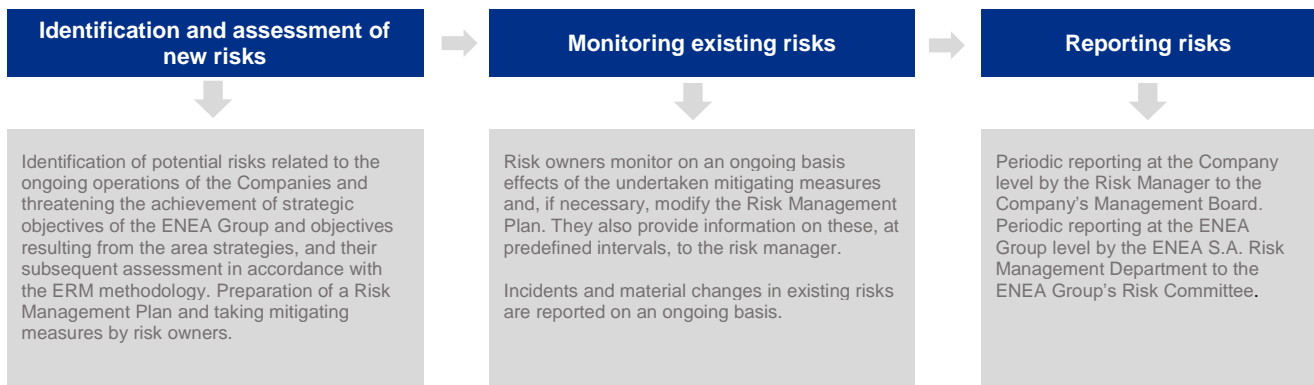 Identification and assessment of
new risks
Monitoring existing risks
Reporting risks
Identification of potential risks related to the
ongoing operations of the Companies and
threatening the achievement of strategic
objectives of the ENEA Group and objectives
resulting from the area strategies, and their
subsequent assessment in accordance with
the ERM methodology. Preparation of a Risk
Management Plan and taking mitigating
measures by risk owners.
Risk owners monitor on an ongoing basis
effects of the undertaken mitigating measures
and, if necessary, modify the Risk Management
Plan. They also provide information on these, at
predefined intervals, to the risk manager.
Incidents and material changes in existing risks
are reported on an ongoing basis.
Periodic reporting at the Company
level by the Risk Manager to the
Company's Management Board.
Periodic reporting at the ENEA
Group level by the ENEA S.A. Risk
Management Department to the
ENEA Group's Risk Committee.